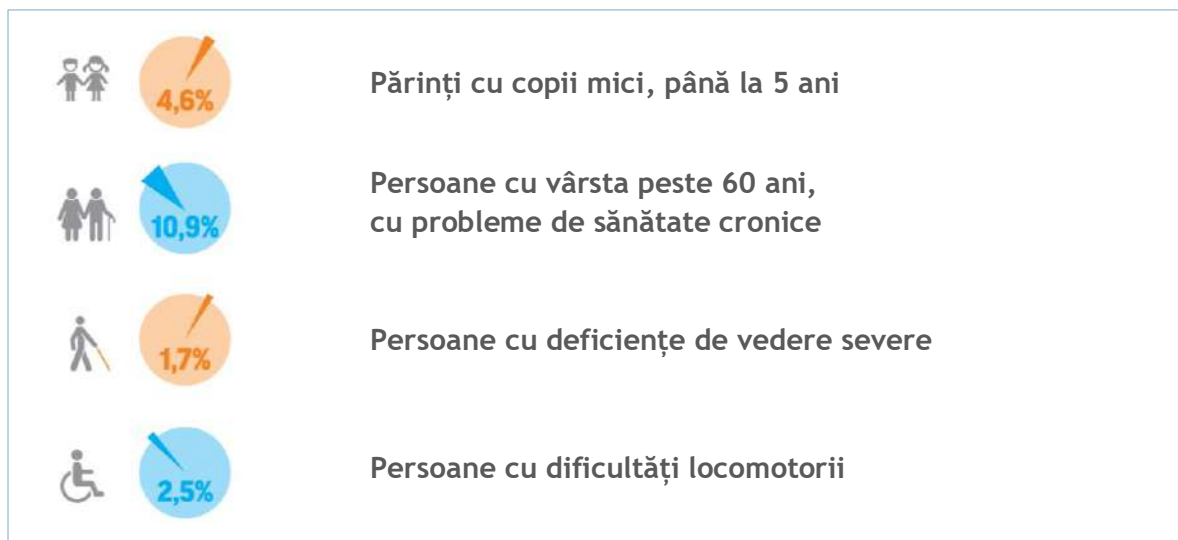 4,6%
Părinți cu copii mici, până la 5 ani
10,9%
Persoane cu vârsta peste 60 ani,
cu probleme de sănătate cronice
1,7%
Persoane cu deficiențe de vedere severe
2,5%
Persoane cu dificultăți locomotorii